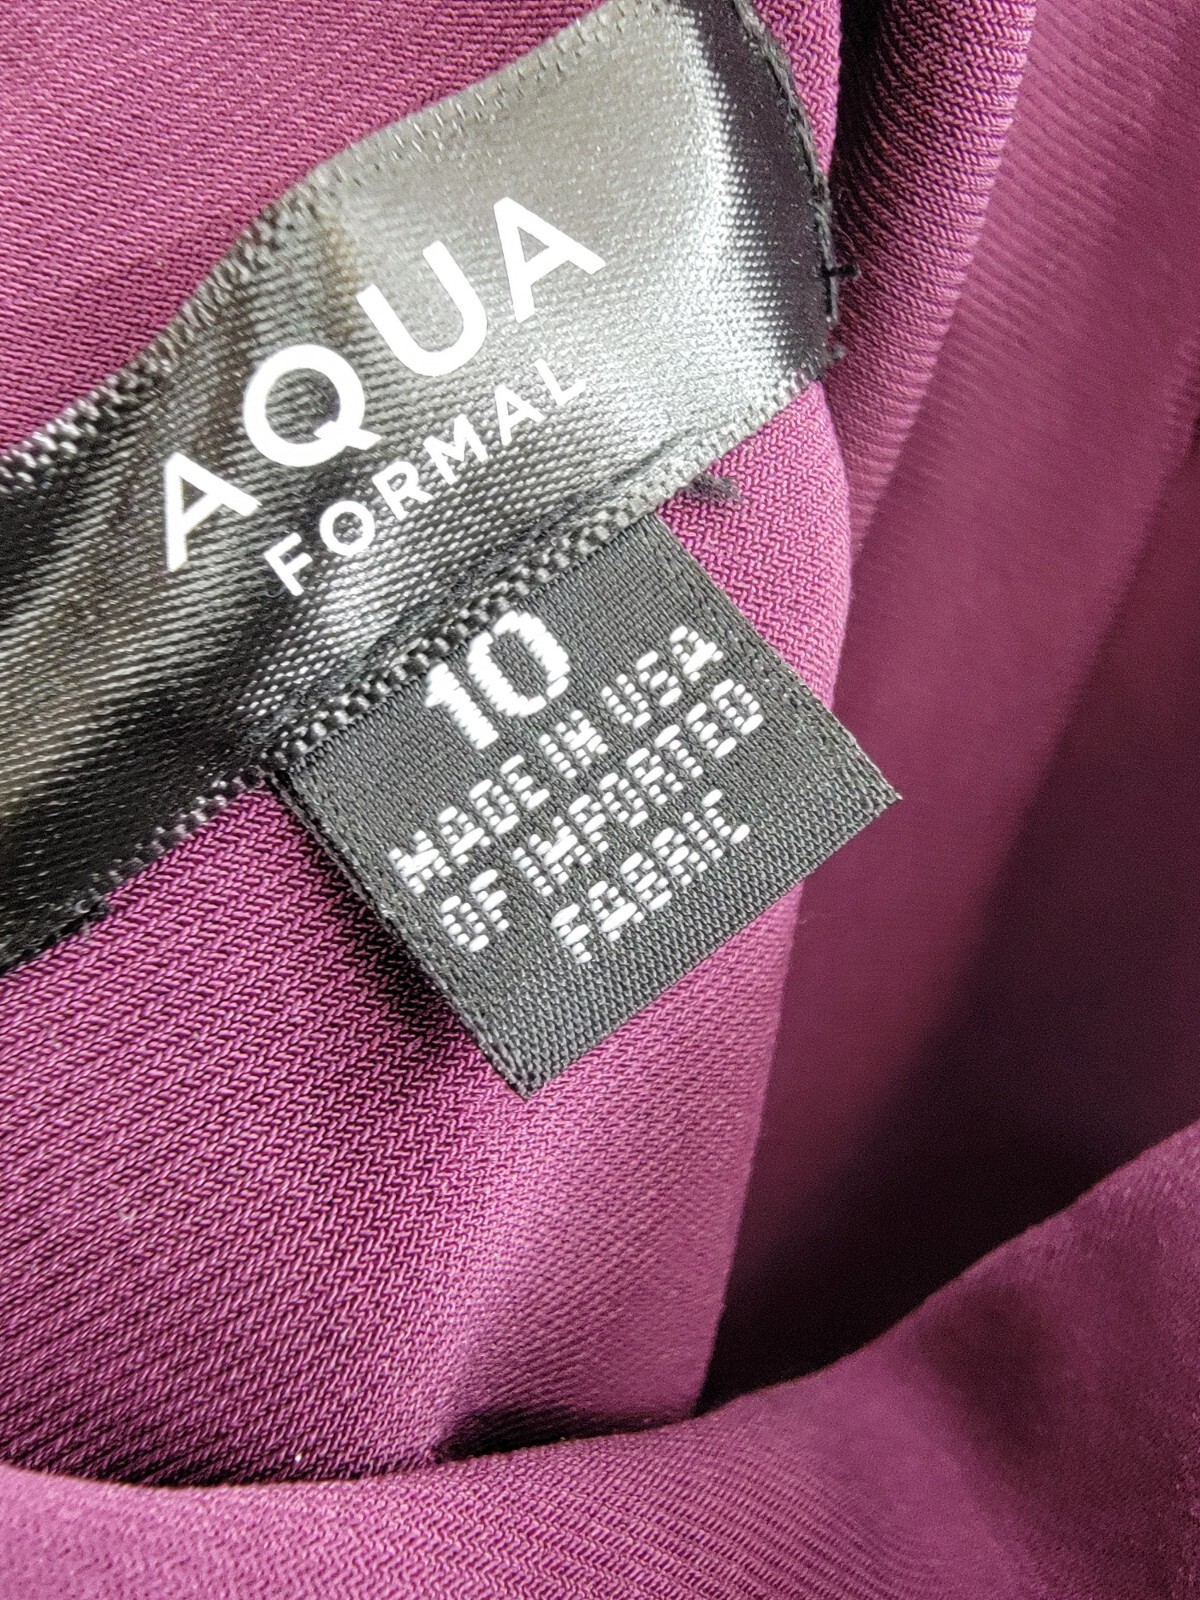 AQUA
FORMAL
10
MADE IN USA
OF IMPORTED
FABRIC